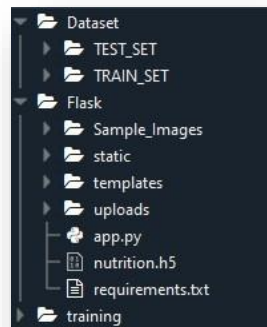 Dataset
TEST_SET
TRAIN_SET
Flask
Sample_Images
static
templates
uploads
app.py
nutrition.h5
requirements.txt
training